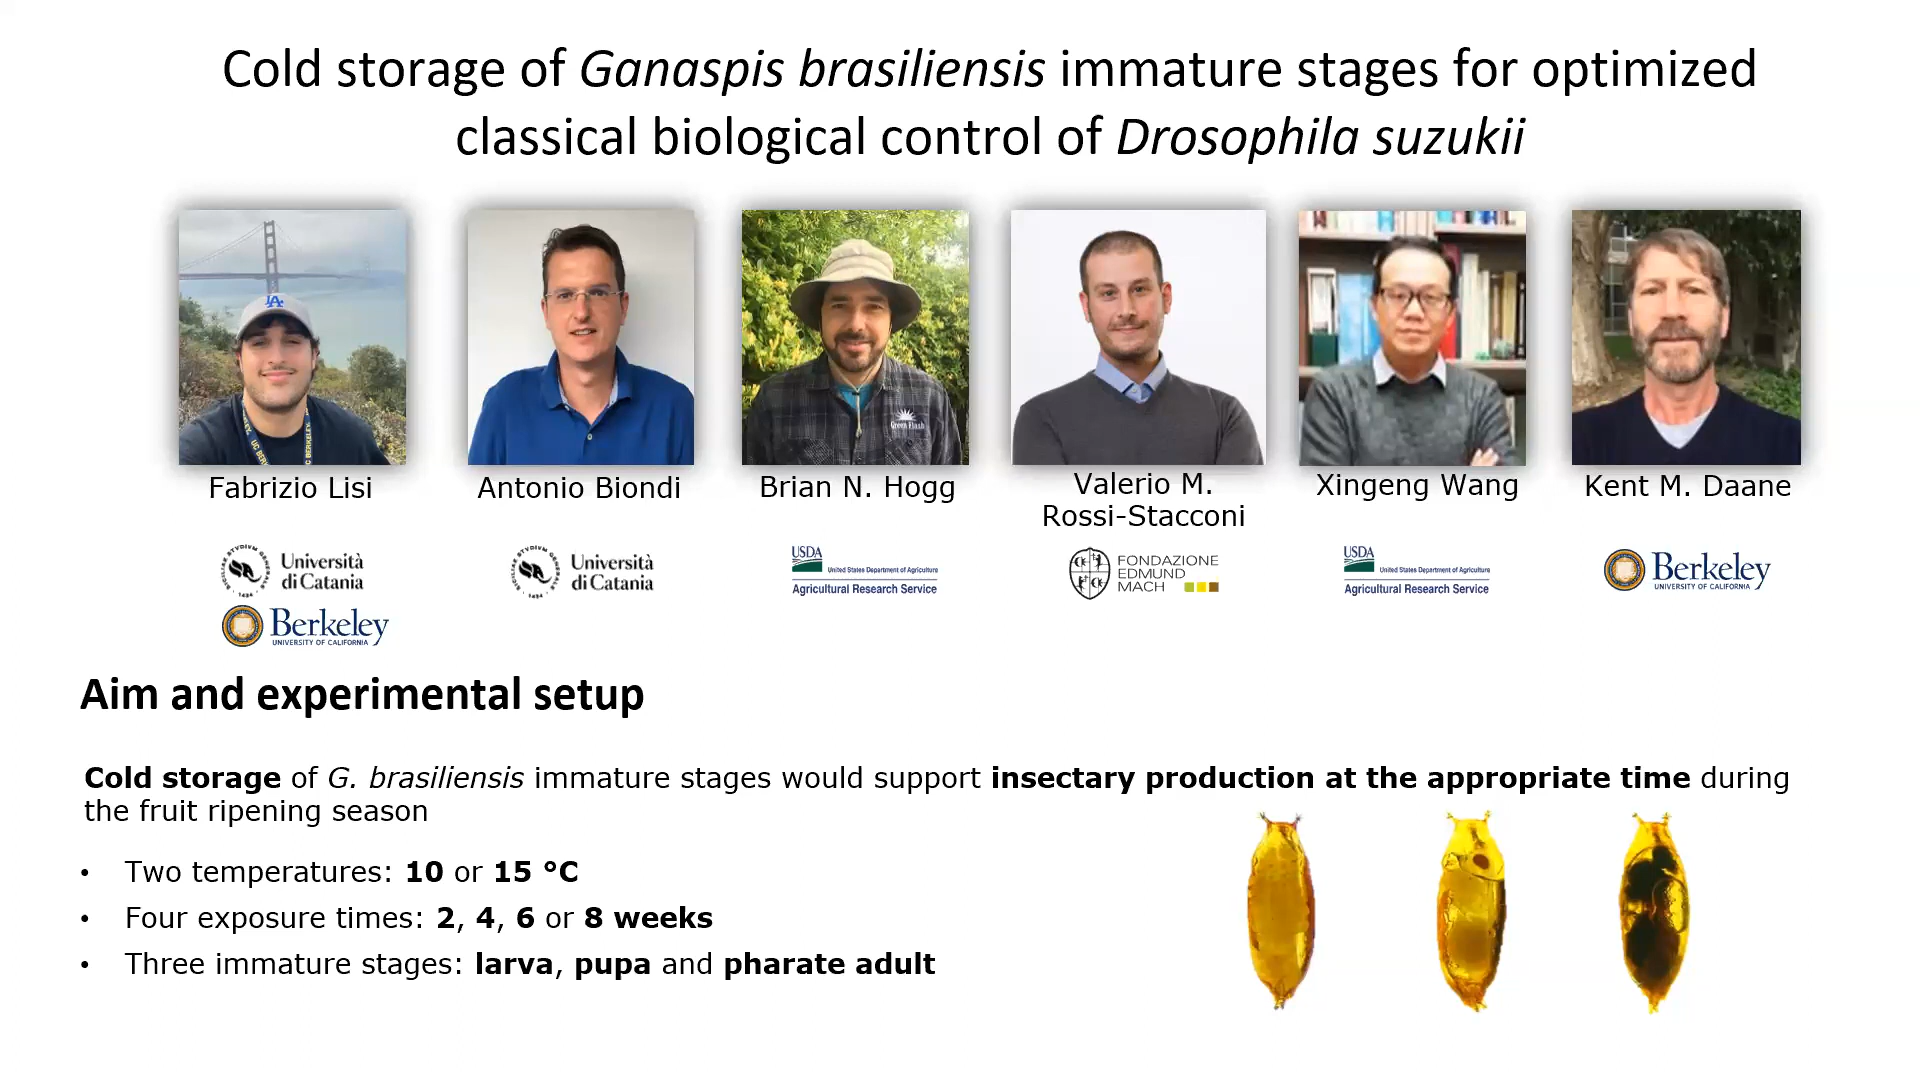 Cold storage of Ganaspis brasiliensis immature stages for optimized
classical biological control of Drosophila suzukii
LA
Green Flash
Fabrizio Lisi
Antonio Biondi
Brian N. Hogg
Valerio M.
Rossi-Stacconi
Xingeng Wang
Kent M. Daane
Università
di Catania
Berkeley
UNIVERSITY OF CALIFORNIA
Università
di Catania
USDA
United States Department of Agriculture
Agricultural Research Service
FONDAZIONE
EDMUND
MACH
USDA
United States Department of Agriculture
Agricultural Research Service
Berkeley
UNIVERSITY OF CALIFORNIA
Aim and experimental setup
Cold storage of G. brasiliensis immature stages would support insectary production at the appropriate time during
the fruit ripening season
• Two temperatures: 10 or 15 °C
• Four exposure times: 2, 4, 6 or 8 weeks
• Three immature stages: larva, pupa and pharate adult